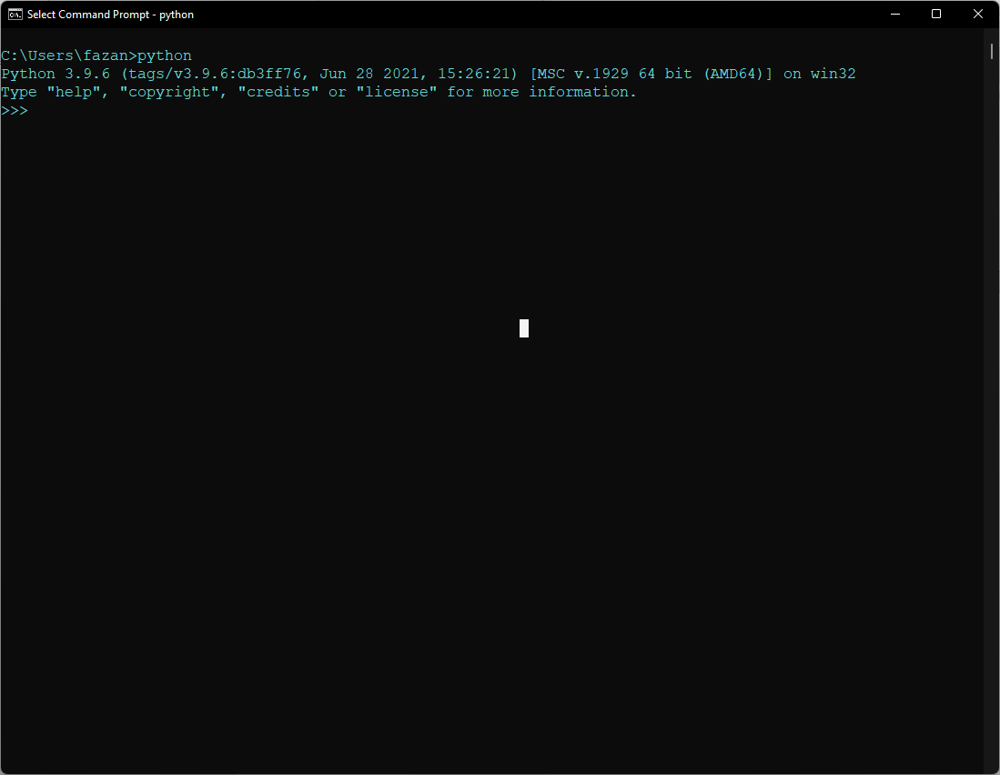 Select Command Prompt - python
C:\Users\fazan>python
Python 3.9.6 (tags/v3.9.6:db3ff76, Jun 28 2021, 15:26:21) [MSC v.1929 64 bit (AMD64)] on win32
Type "help", "copyright", "credits" or "license" for more information.
>>>